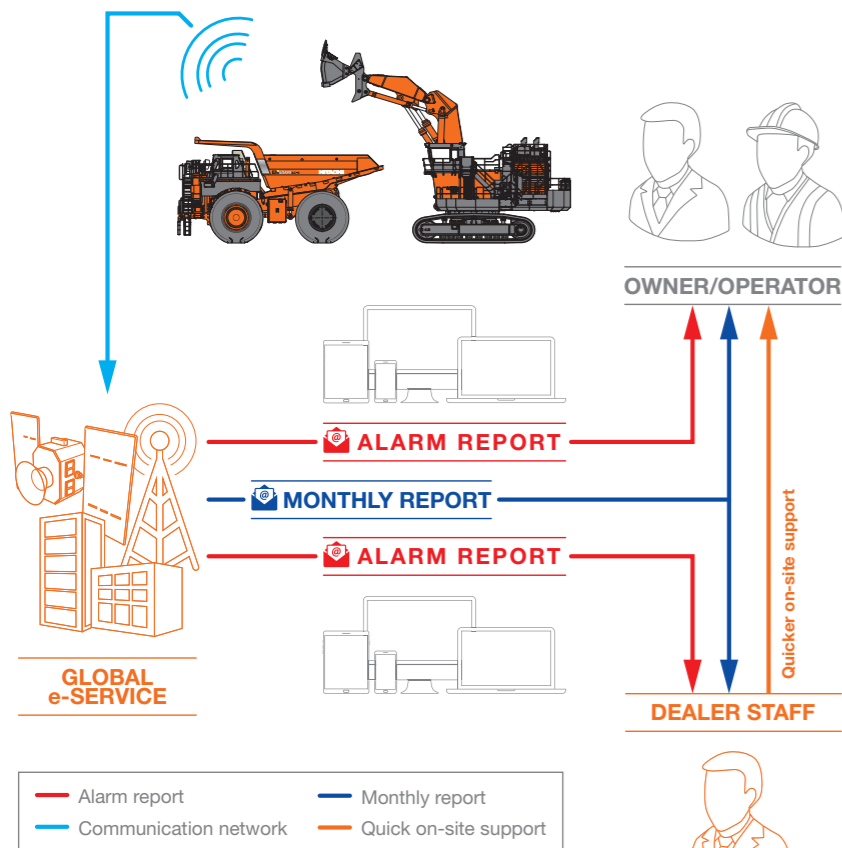 HITACHI
OWNER/OPERATOR
ALARM REPORT
MONTHLY REPORT
ALARM REPORT
Quicker on-site support
GLOBAL
e-SERVICE
DEALER STAFF
Alarm report
Monthly report
Communication network
Quick on-site support